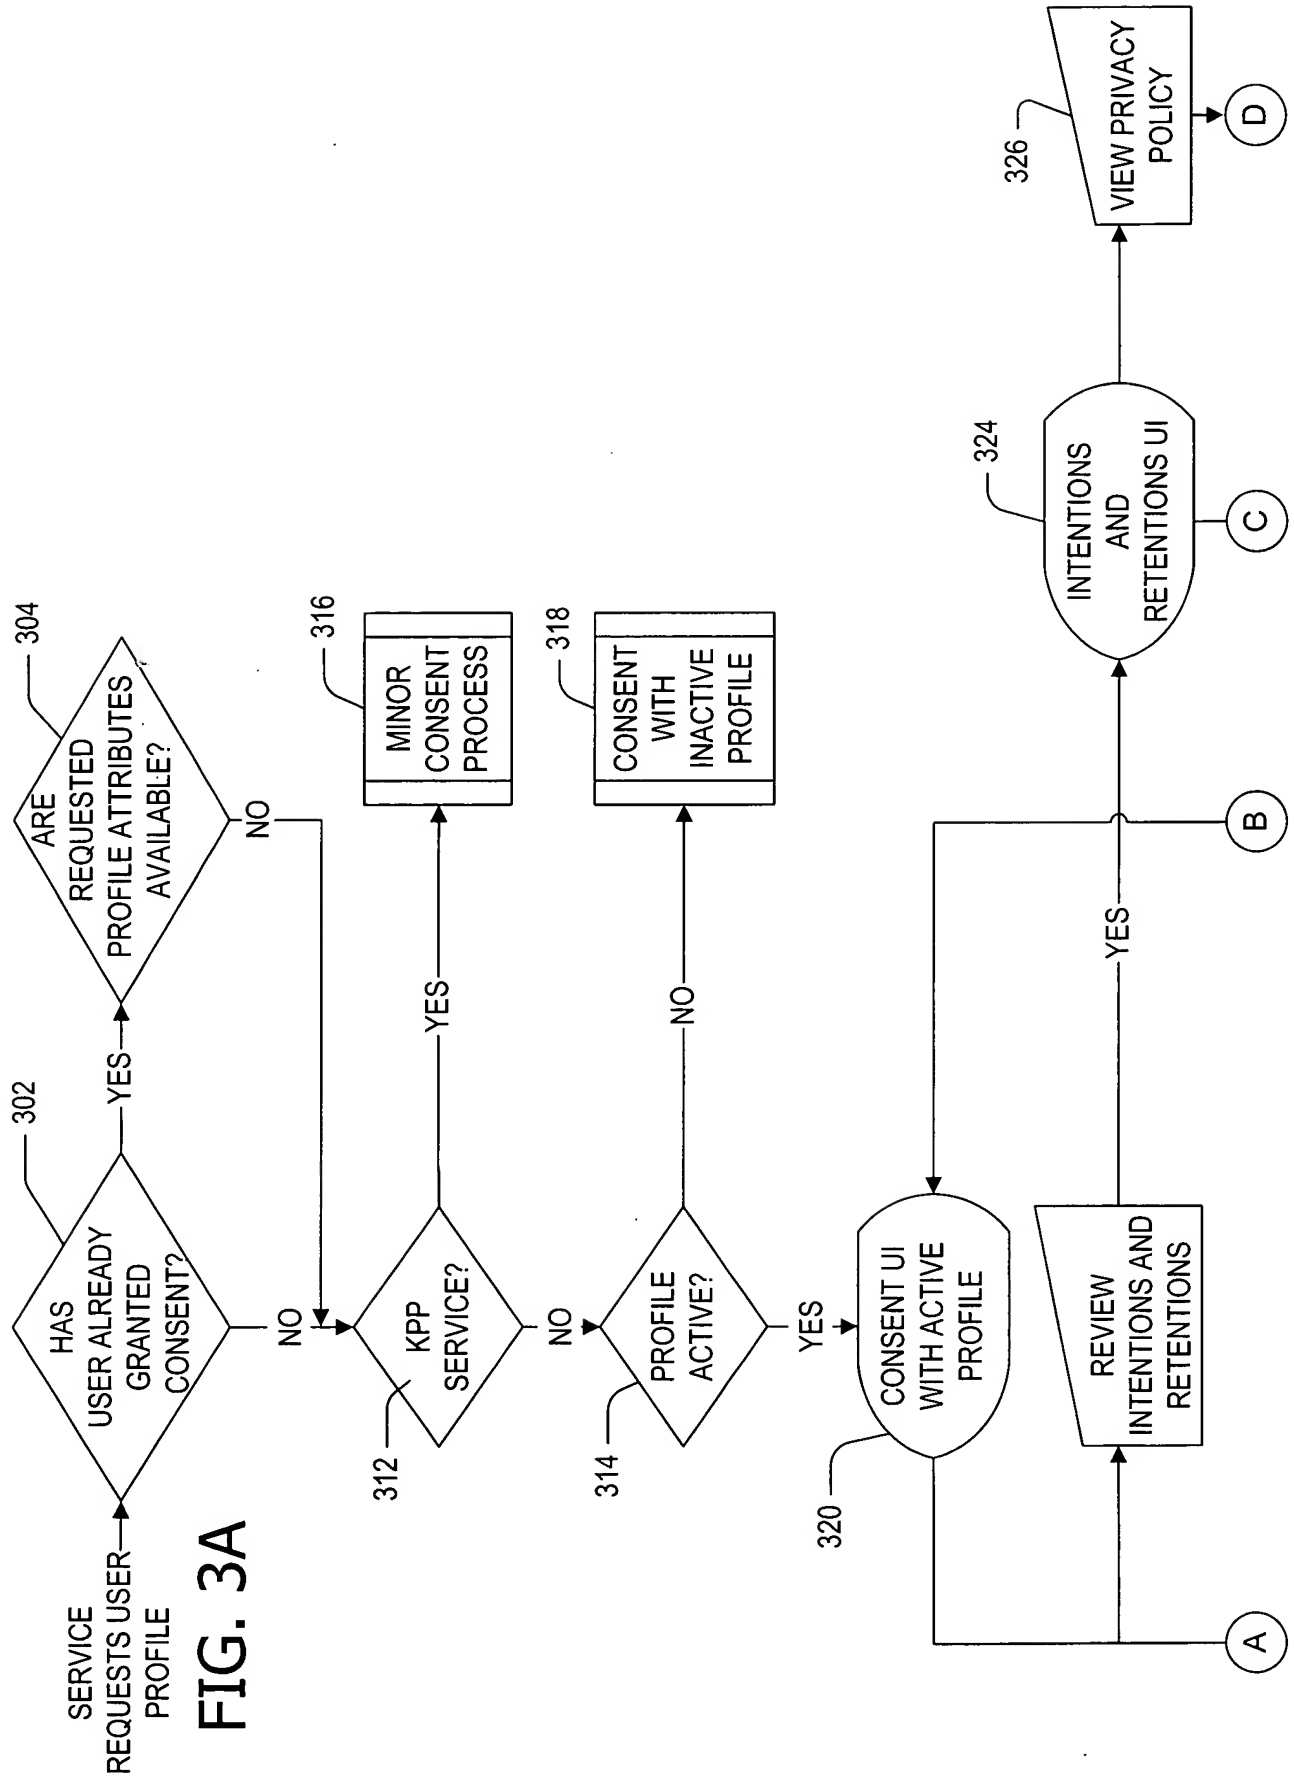 SERVICE
REQUESTS USER
PROFILE
FIG. 3A
302
HAS
USER ALREADY
GRANTED
CONSENT?
YES
304
ARE
REQUESTED
PROFILE ATTRIBUTES
AVAILABLE?
NO
NO
312
KPP
SERVICE?
YES
316
MINOR
CONSENT
PROCESS
NO
314
PROFILE
ACTIVE?
NO
318
CONSENT
WITH
INACTIVE
PROFILE
YES
320
CONSENT UI
WITH ACTIVE
PROFILE
REVIEW
INTENTIONS AND
RETENTIONS
YES
324
INTENTIONS
AND
RETENTIONS UI
326
VIEW PRIVACY
POLICY
A
B
C
D